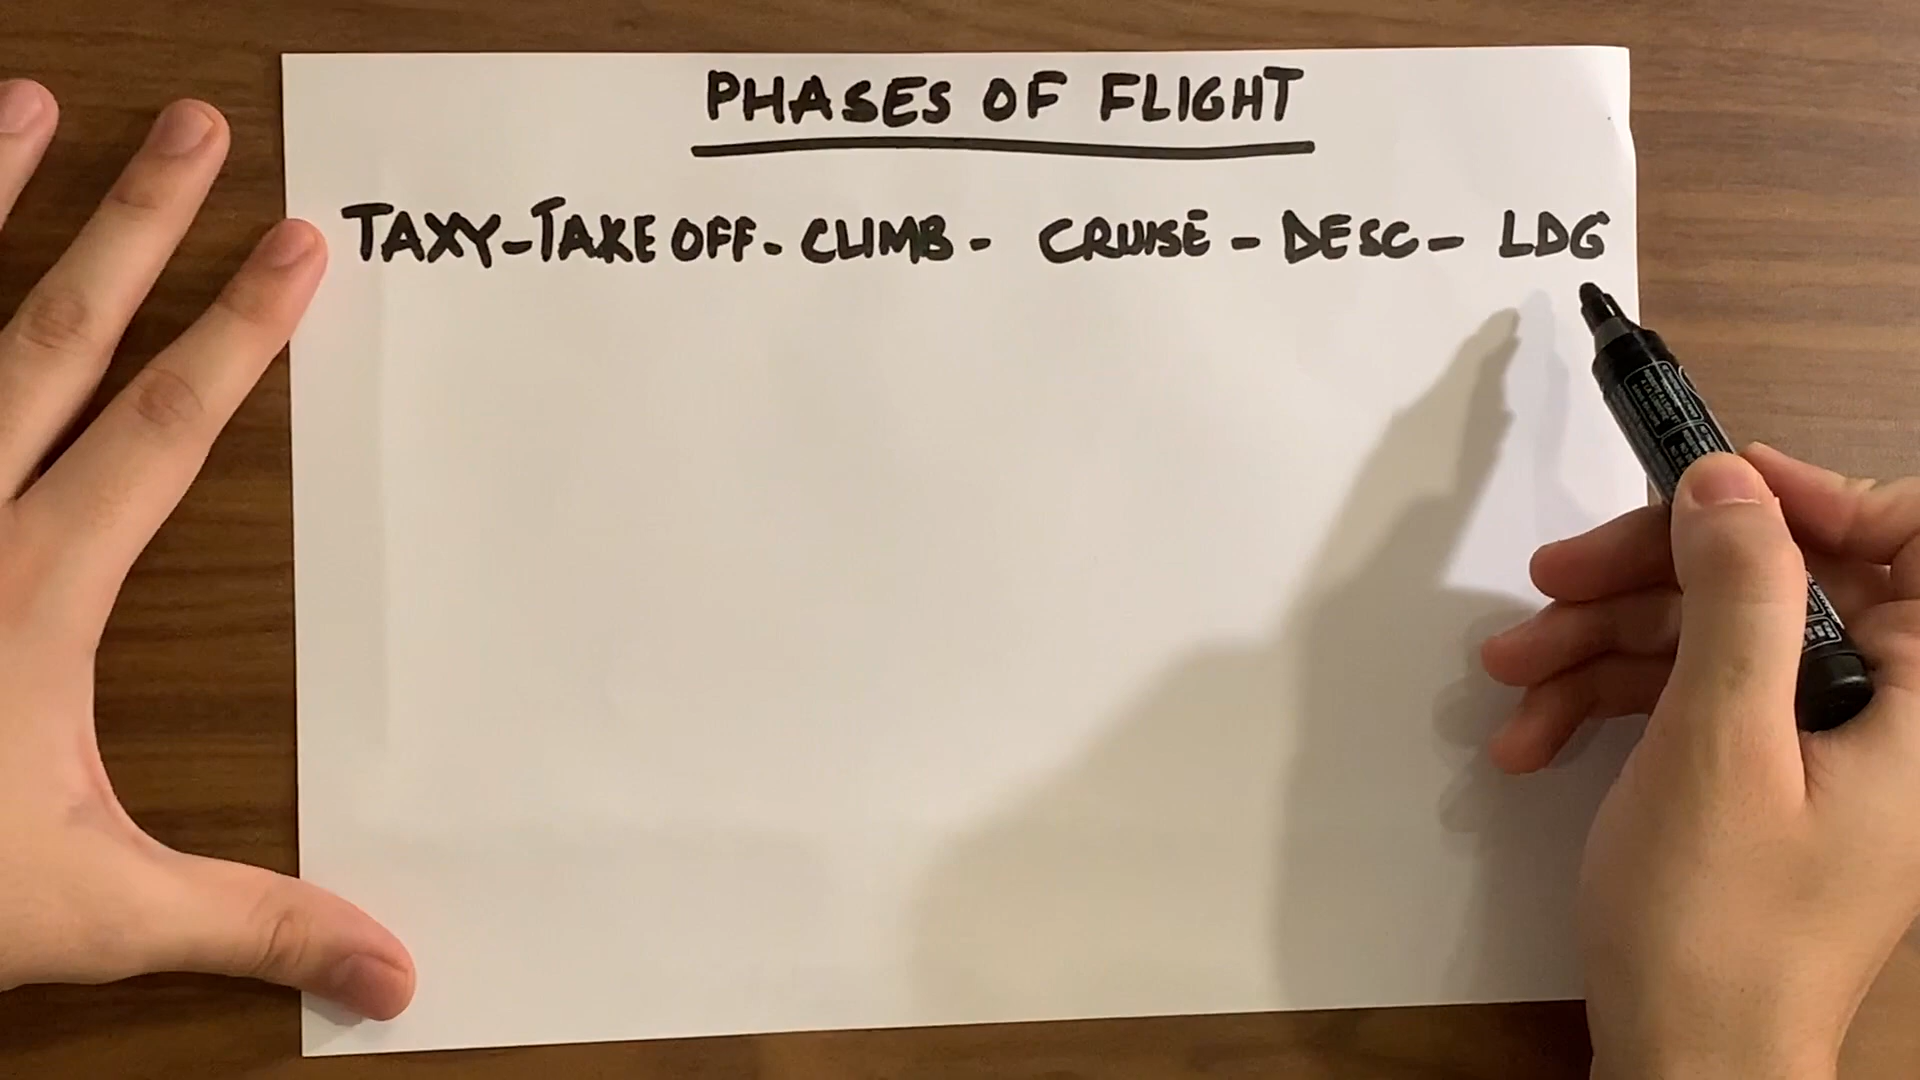 PHASES OF FLIGHT
TAXY-TAKE OFF- CLIMB - CRUISE - DESC - LDG